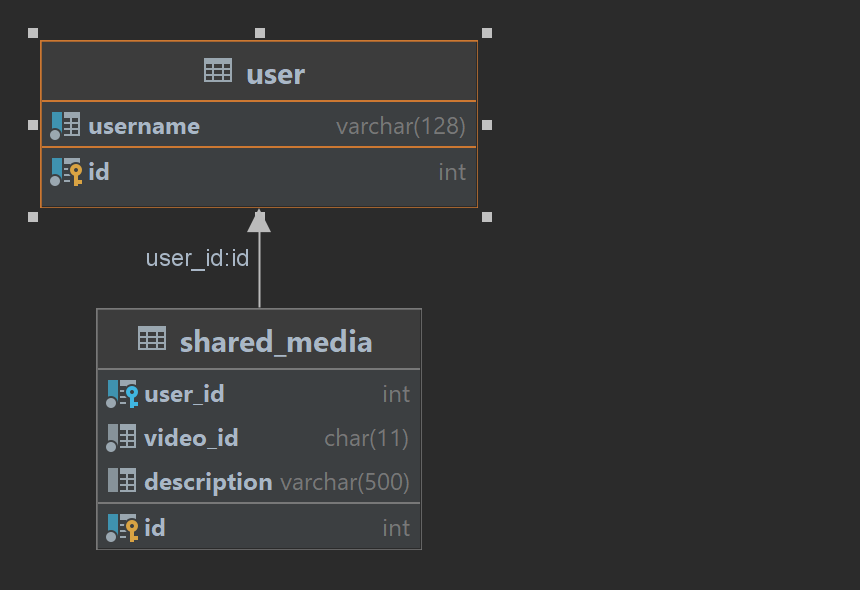 user
username varchar(128)
id int
user_id:id
shared_media
user_id int
video_id char(11)
description varchar(500)
id int